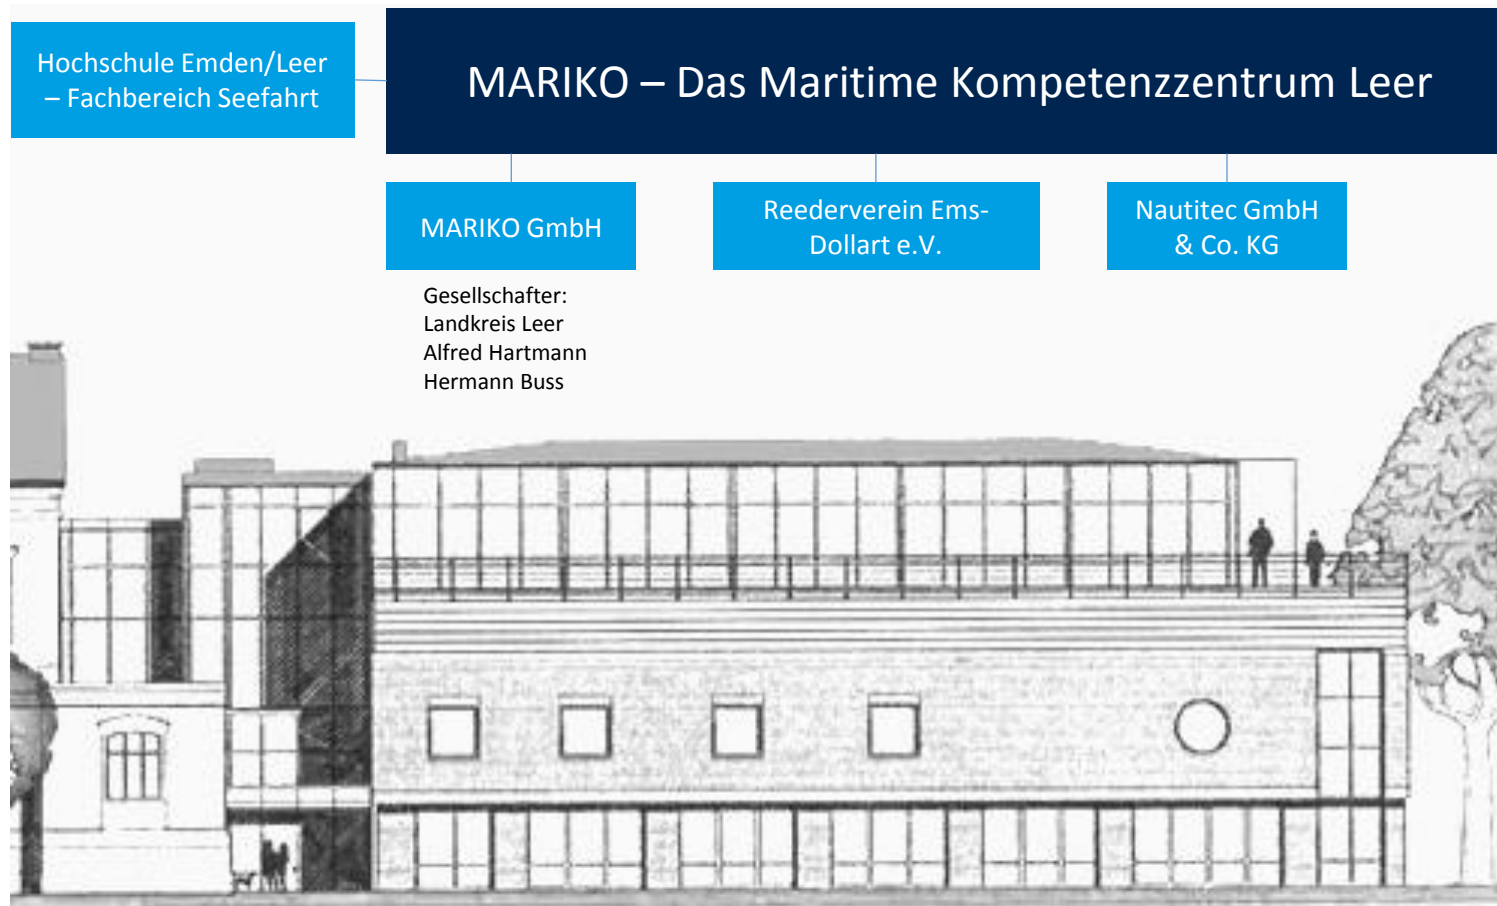 Hochschule Emden/Leer
– Fachbereich Seefahrt
MARIKO – Das Maritime Kompetenzzentrum Leer
MARIKO GmbH
Reederverein Ems-
Dollart e.V.
Nautitec GmbH
& Co. KG
Gesellschafter:
Landkreis Leer
Alfred Hartmann
Hermann Buss